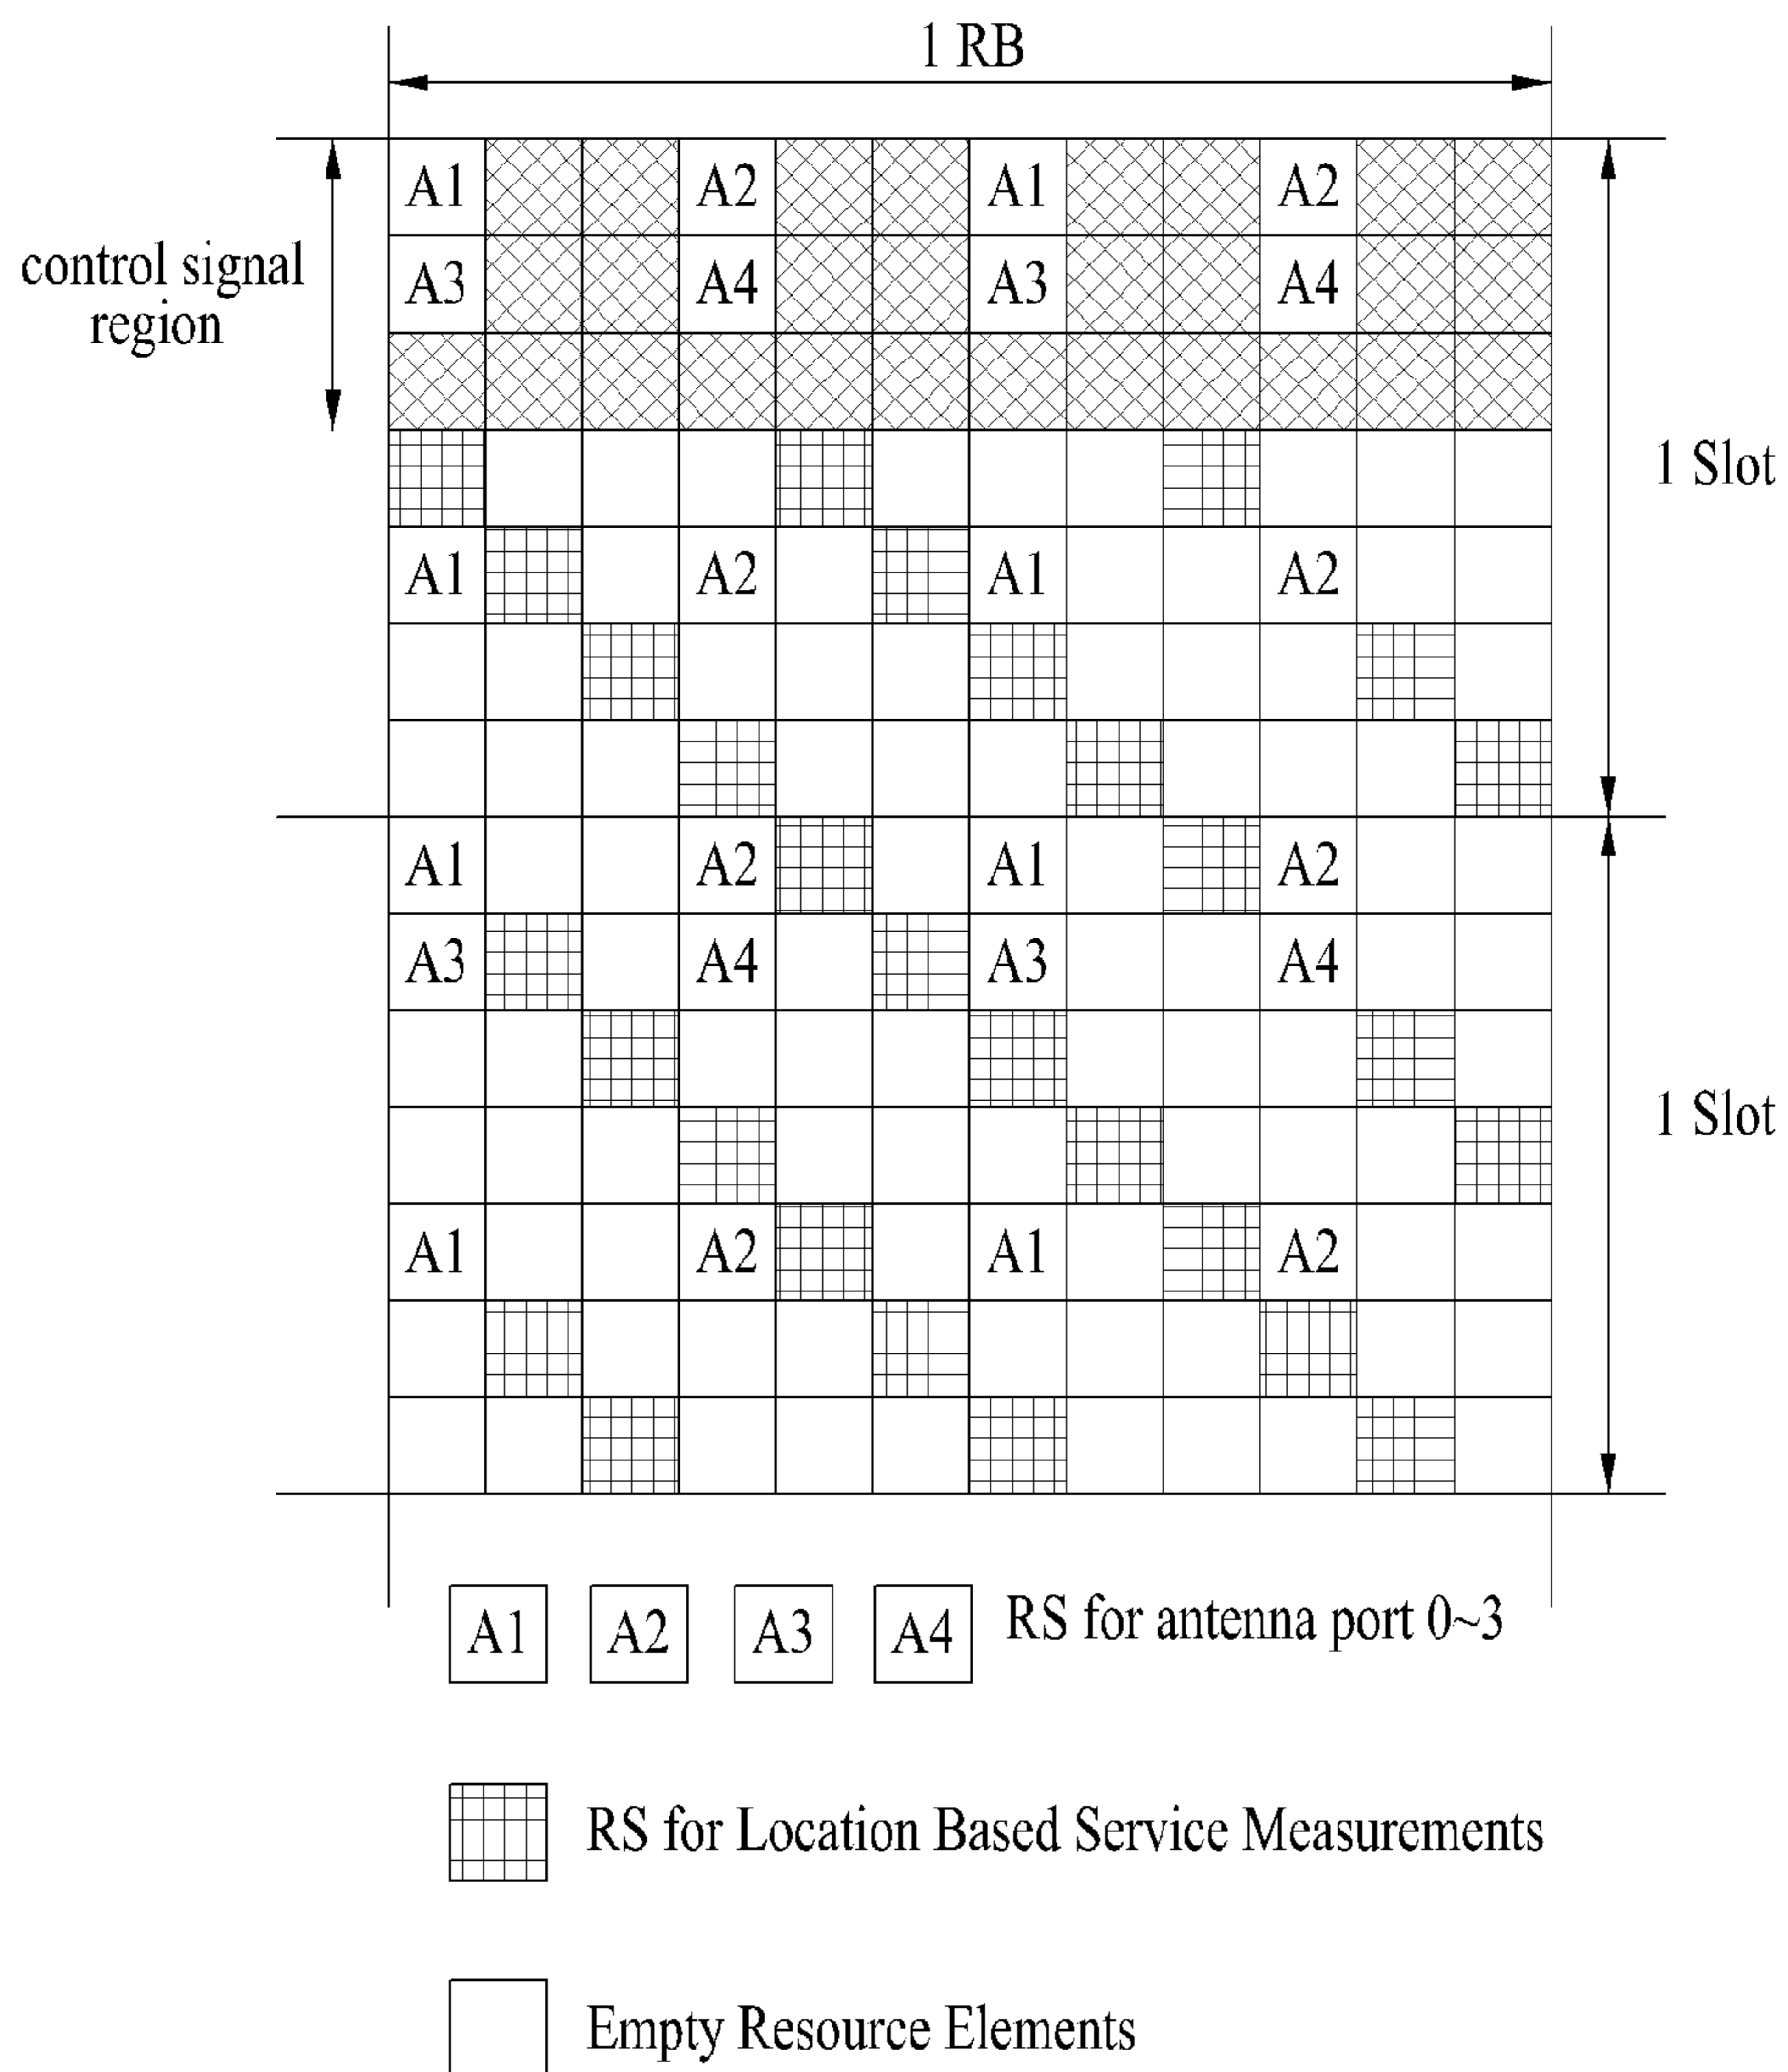 1 RB
A1 A2 A1 A2
control signal
region
A3 A4 A3 A4
1 Slot
A1 A2 A1 A2
A1 A2 A1 A2
A3 A4 A3 A4
1 Slot
A1 A2 A1 A2
A1 A2 A3 A4 RS for antenna port 0~3
RS for Location Based Service Measurements
Empty Resource Elements